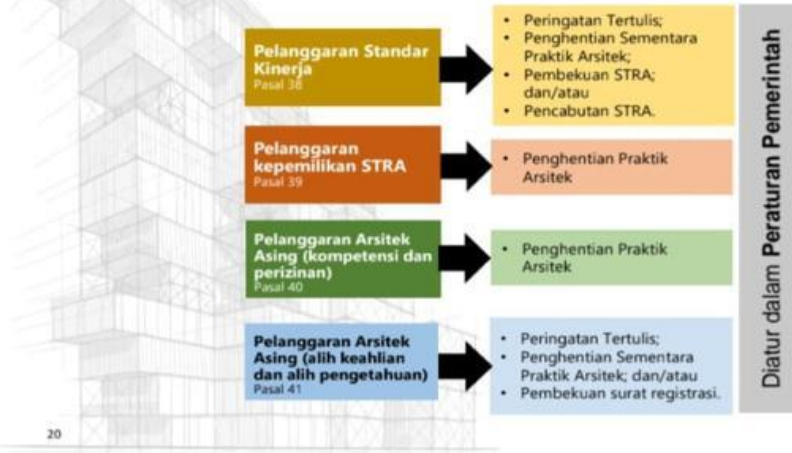 Pelanggaran Standar
Kinerja
Pasal 38
• Peringatan Tertulis;
• Penghentian Sementara
Praktik Arsitek;
• Pembekuan STRA;
dan/atau
• Pencabutan STRA.
Pelanggaran
kepemilikan STRA
Pasal 39
• Penghentian Praktik
Arsitek
Pelanggaran Arsitek
Asing (kompetensi dan
perizinan)
Pasal 40
• Penghentian Praktik
Arsitek
Pelanggaran Arsitek
Asing (alih keahlian
dan alih pengetahuan)
Pasal 41
• Peringatan Tertulis;
• Penghentian Sementara
Praktik Arsitek; dan/atau
• Pembekuan surat registrasi.
Diatur dalam Peraturan Pemerintah
20